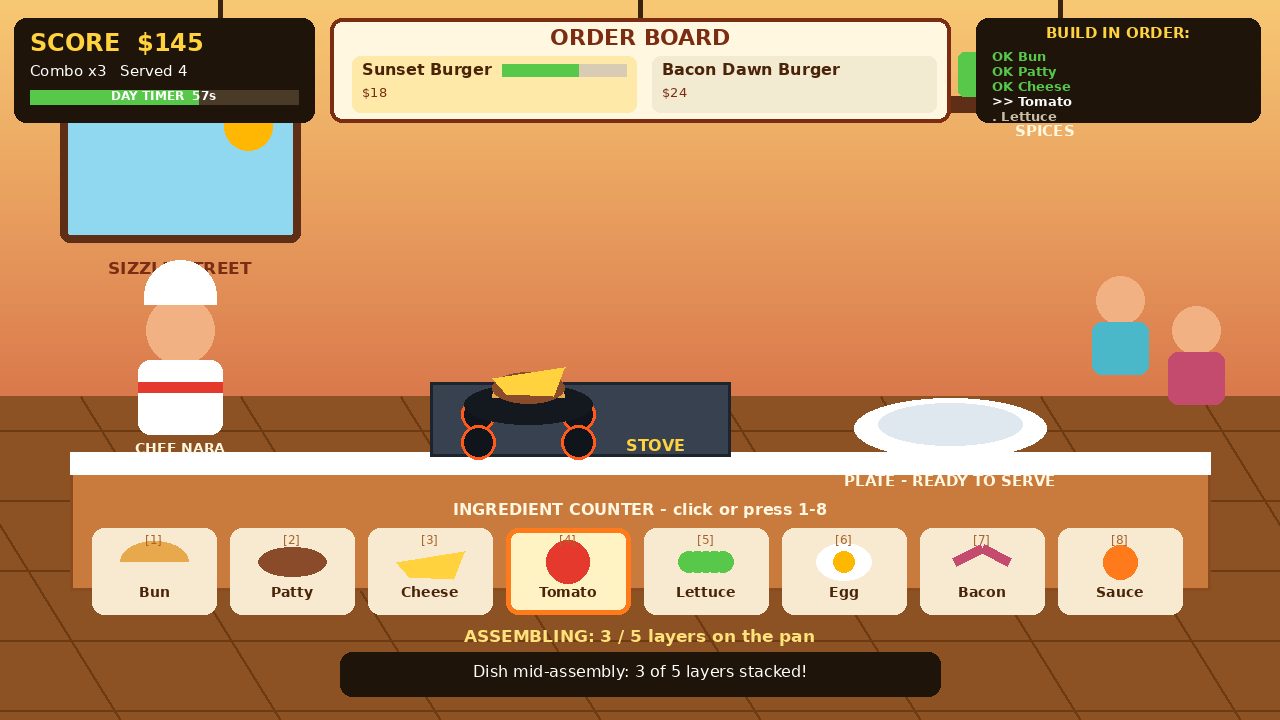 SCORE $145
Combo x3 Served 4
DAY TIMER 57s
ORDER BOARD
Sunset Burger
$18
Bacon Dawn Burger
$24
BUILD IN ORDER:
OK Bun
OK Patty
OK Cheese
>> Tomato
. Lettuce
SPICES
CHEF NARA
STOVE
PLATE - READY TO SERVE
INGREDIENT COUNTER - click or press 1-8
[1]
Bun
[2]
Patty
[3]
Cheese
[4]
Tomato
[5]
Lettuce
[6]
Egg
[7]
Bacon
[8]
Sauce
ASSEMBLING: 3 / 5 layers on the pan
Dish mid-assembly: 3 of 5 layers stacked!